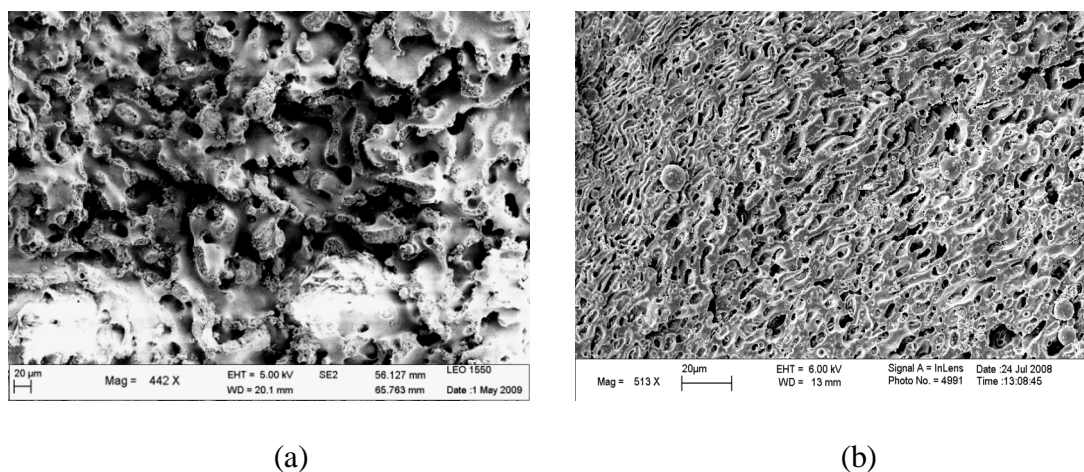 20 µm
Mag = 442 X
EHT = 5.00 kV
WD = 20.1 mm
SE2
56.127 mm
65.763 mm
LEO 1550
Date :1 May 2009
Mag = 513 X
20µm
EHT = 6.00 kV
WD = 13 mm
Signal A = InLens
Photo No. = 4991
Date :24 Jul 2008
Time :13:08:45
(a)
(b)